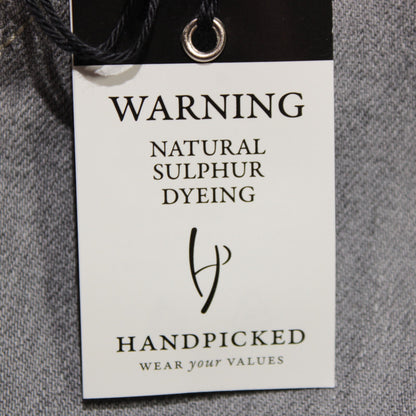 WARNING
NATURAL
SULPHUR
DYEING
HANDPICKED
WEAR your VALUES